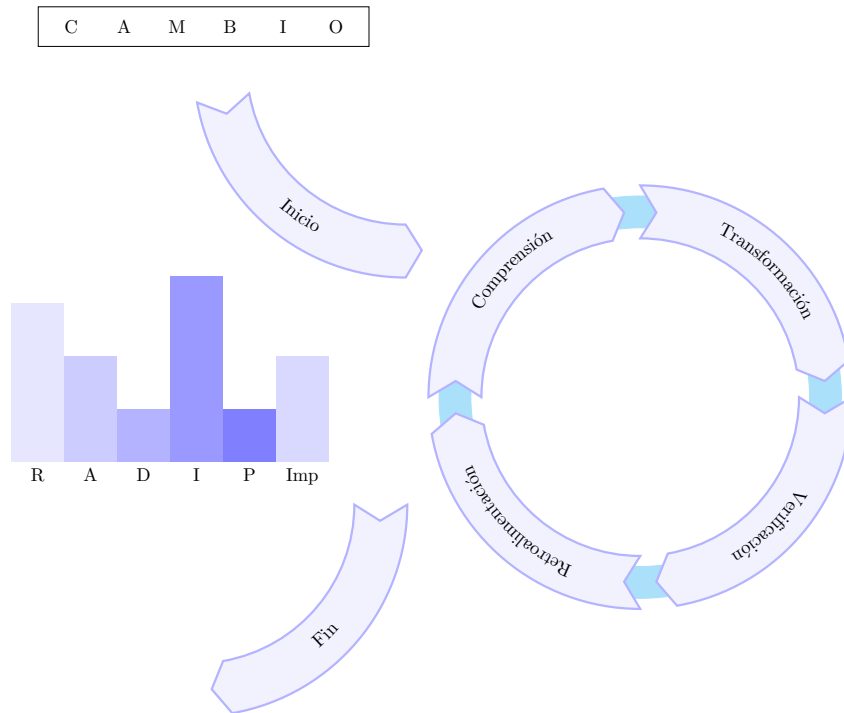 C A M B I O
Inicio
Comprensión
Transformación
Verificación
Retroalimentación
R A D I P Imp
Fin